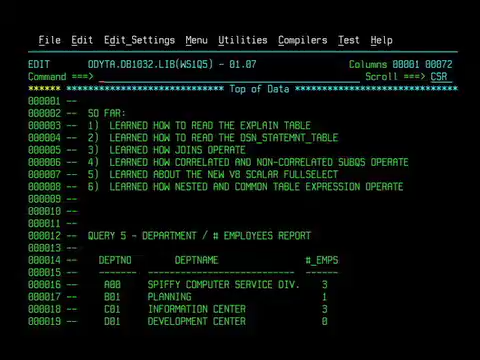 File Edit Edit_Settings Menu Utilities Compilers Test Help
EDIT ODYTA.DB1032.LIB(WS1Q5) - 01.07 Columns 00001 00072
Command ===> Scroll ===> CSR
****** **************************** Top of Data ****************************
000001 --
000002 -- SO FAR:
000003 -- 1) LEARNED HOW TO READ THE EXPLAIN TABLE
000004 -- 2) LEARNED HOW TO READ THE DSN_STATEMNT_TABLE
000005 -- 3) LEARNED HOW JOINS OPERATE
000006 -- 4) LEARNED HOW CORRELATED AND NON-CORRELATED SUBQS OPERATE
000007 -- 5) LEARNED ABOUT THE NEW V8 SCALAR FULLSELECT
000008 -- 6) LEARNED HOW NESTED AND COMMON TABLE EXPRESSION OPERATE
000009 --
000010 --
000011 --
000012 -- QUERY 5 - DEPARTMENT / # EMPLOYEES REPORT
000013 --
000014 -- DEPTNO DEPTNAME #_EMPS
000015 -- ------- ---------------------------- ------
000016 -- A00 SPIFFY COMPUTER SERVICE DIV. 3
000017 -- B01 PLANNING 1
000018 -- C01 INFORMATION CENTER 3
000019 -- D01 DEVELOPMENT CENTER 0